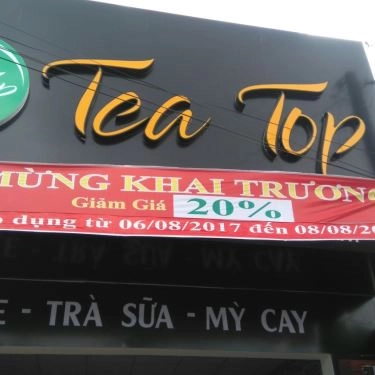 Tea Top
MỪNG KHAI TRƯƠNG
Giảm Giá 20%
dụng từ 06/08/2017 đến 08/08/20
- TRÀ SỮA - MỲ CAY